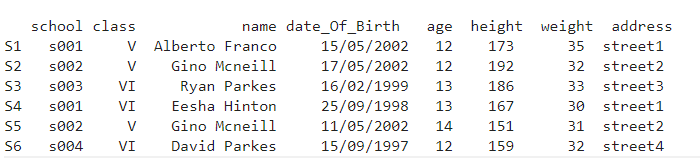 school class name date_Of_Birth age height weight address
S1 s001 V Alberto Franco 15/05/2002 12 173 35 street1
S2 s002 V Gino Mcneill 17/05/2002 12 192 32 street2
S3 s003 VI Ryan Parkes 16/02/1999 13 186 33 street3
S4 s001 VI Eesha Hinton 25/09/1998 13 167 30 street1
S5 s002 V Gino Mcneill 11/05/2002 14 151 31 street2
S6 s004 VI David Parkes 15/09/1997 12 159 32 street4